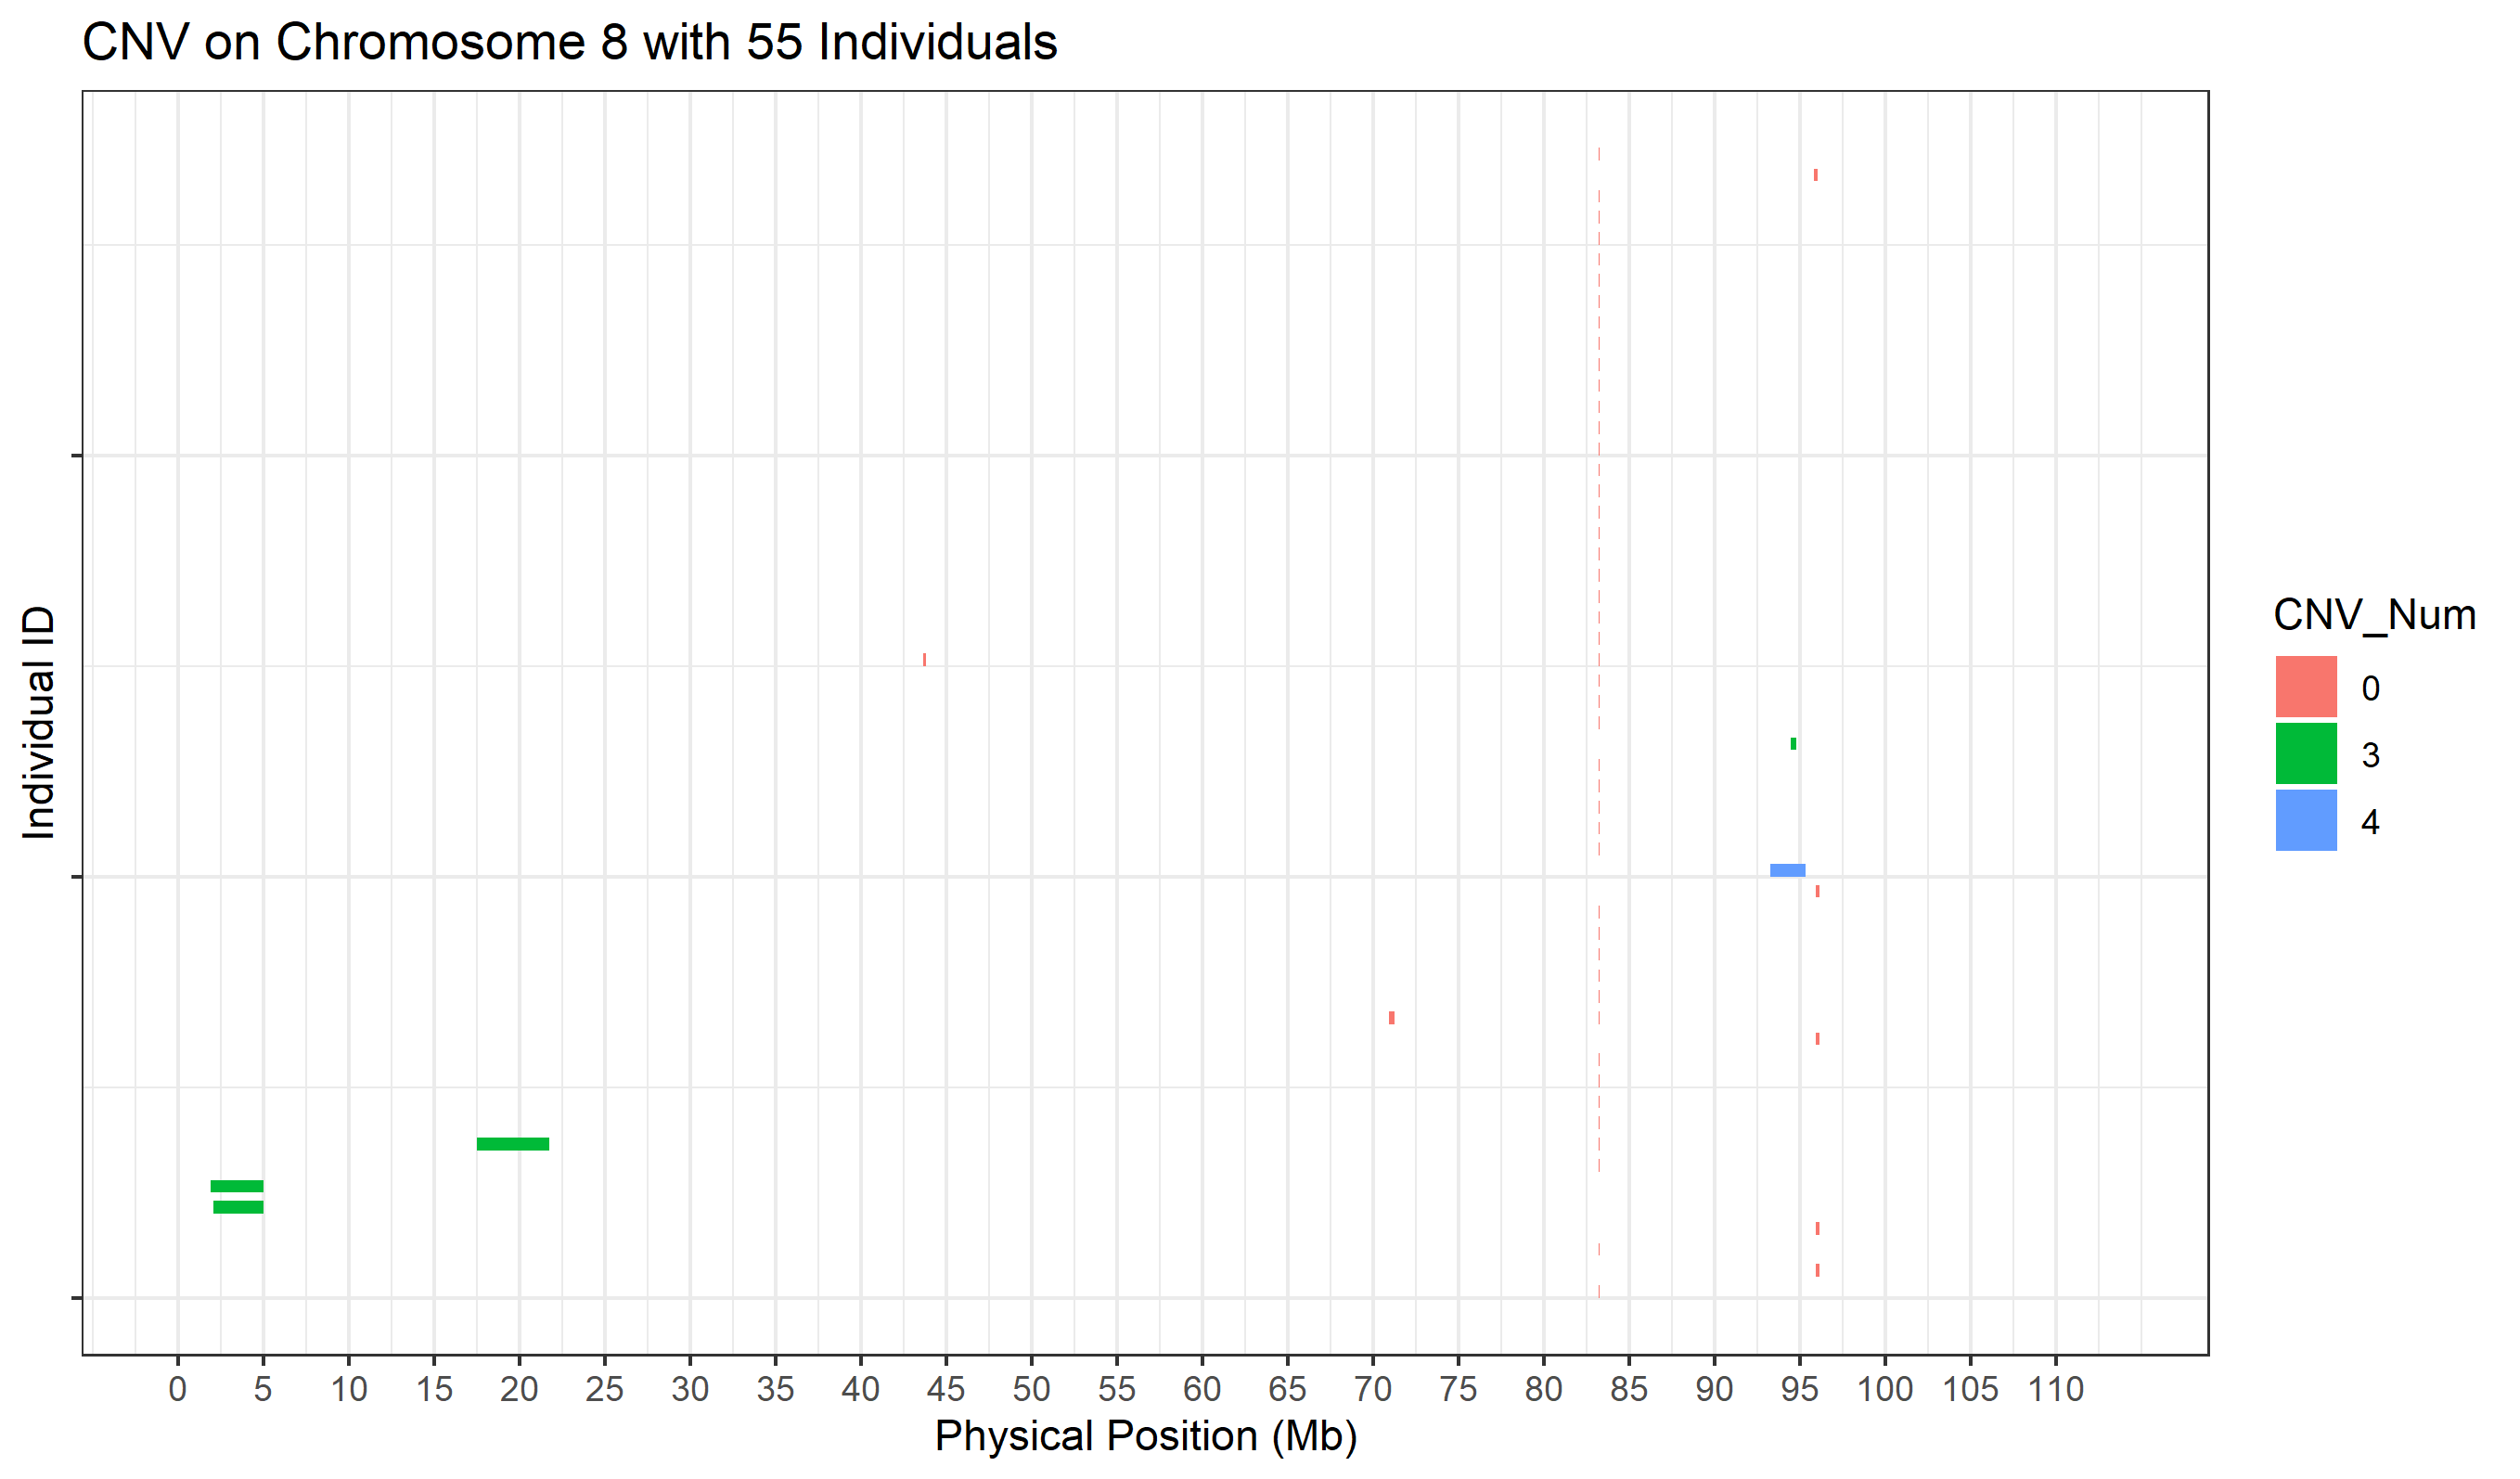 CNV on Chromosome 8 with 55 Individuals
Individual ID
CNV_Num
0
3
4
0 5 10 15 20 25 30 35 40 45 50 55 60 65 70 75 80 85 90 95 100 105 110
Physical Position (Mb)